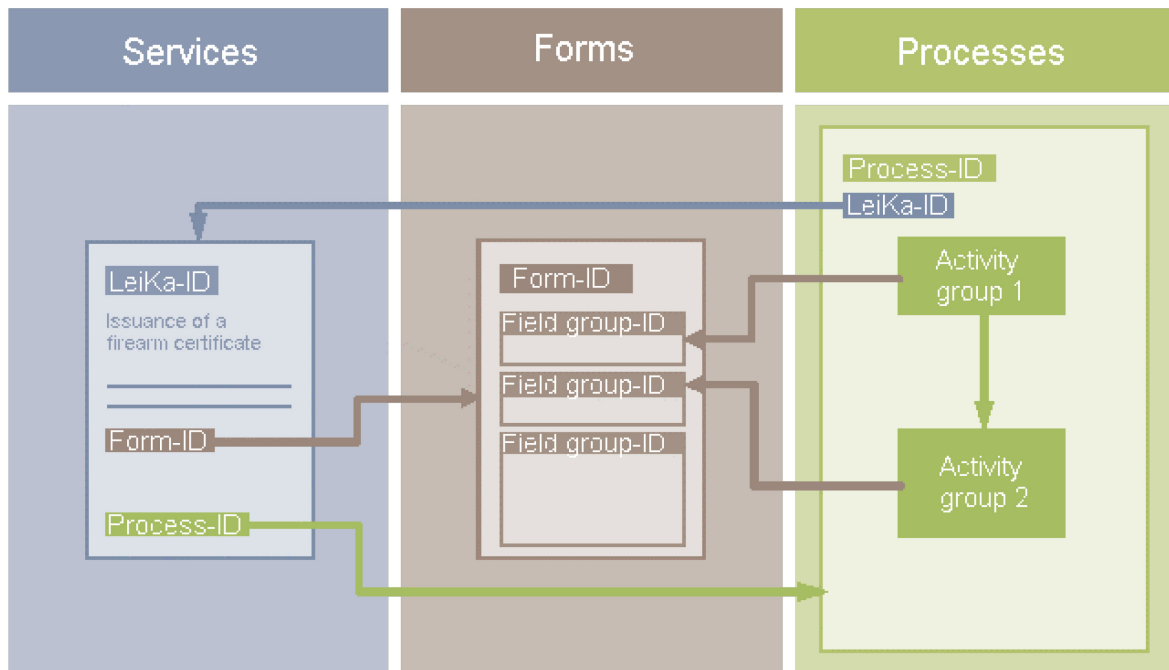 Services
Forms
Processes
LeiKa-ID
Issuance of a
firearm certificate
Form-ID
Process-ID
Form-ID
Field group-ID
Field group-ID
Field group-ID
Process-ID
LeiKa-ID
Activity
group 1
Activity
group 2